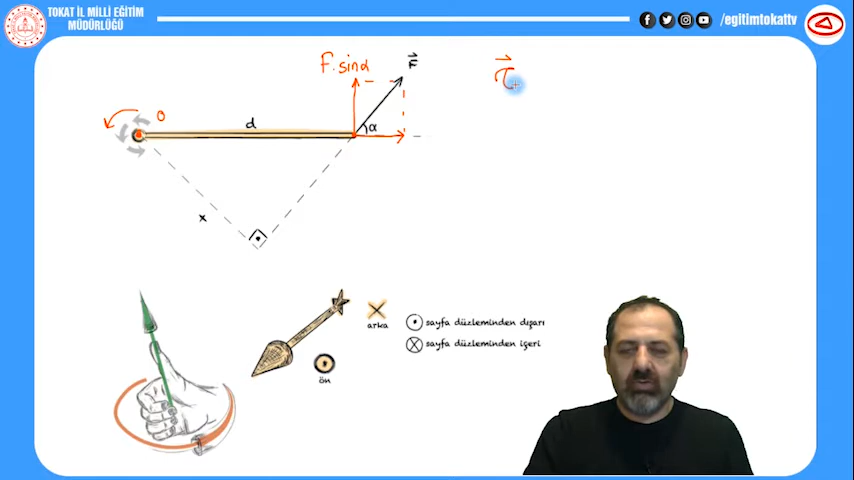 TOKAT İL MİLLİ EĞİTİM
MÜDÜRLÜĞÜ
/egitimtokattv
F.sinα
F
τ
O
d
α
x
arka
ön
sayfa düzleminden dışarı
sayfa düzleminden içeri